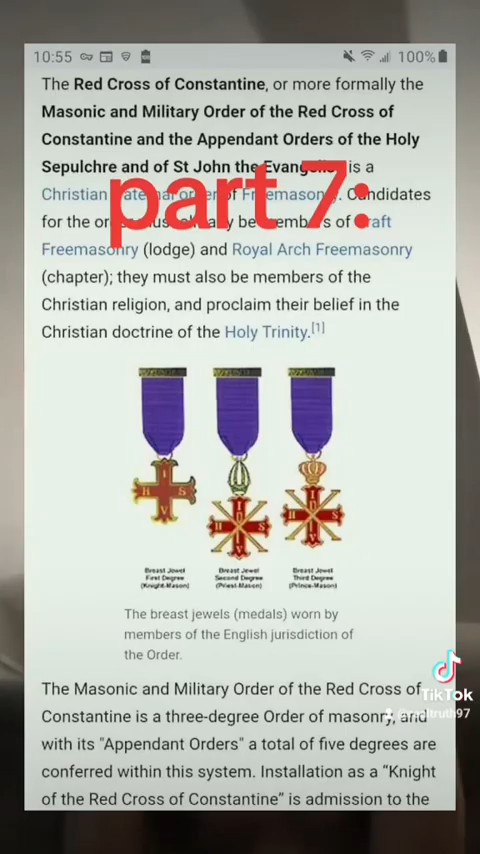 10:55
100%
The Red Cross of Constantine, or more formally the
Masonic and Military Order of the Red Cross of
Constantine and the Appendant Orders of the Holy
Sepulchre and of St John the Evangelist, is a
part 7:
Christian fraternal order of Freemasonry. Candidates
for the order must already be members of Craft
Freemasonry (lodge) and Royal Arch Freemasonry
(chapter); they must also be members of the
Christian religion, and proclaim their belief in the
Christian doctrine of the Holy Trinity.[1]
I
H S
V
H S
H S
Breast Jewel
First Degree
(Knight-Mason)
Breast Jewel
Second Degree
(Priest-Mason)
Breast Jewel
Third Degree
(Prince-Mason)
The breast jewels (medals) worn by
members of the English jurisdiction of
the Order.
The Masonic and Military Order of the Red Cross of
Constantine is a three-degree Order of masonry, and
with its "Appendant Orders" a total of five degrees are
conferred within this system. Installation as a “Knight
of the Red Cross of Constantine” is admission to the
TikTok